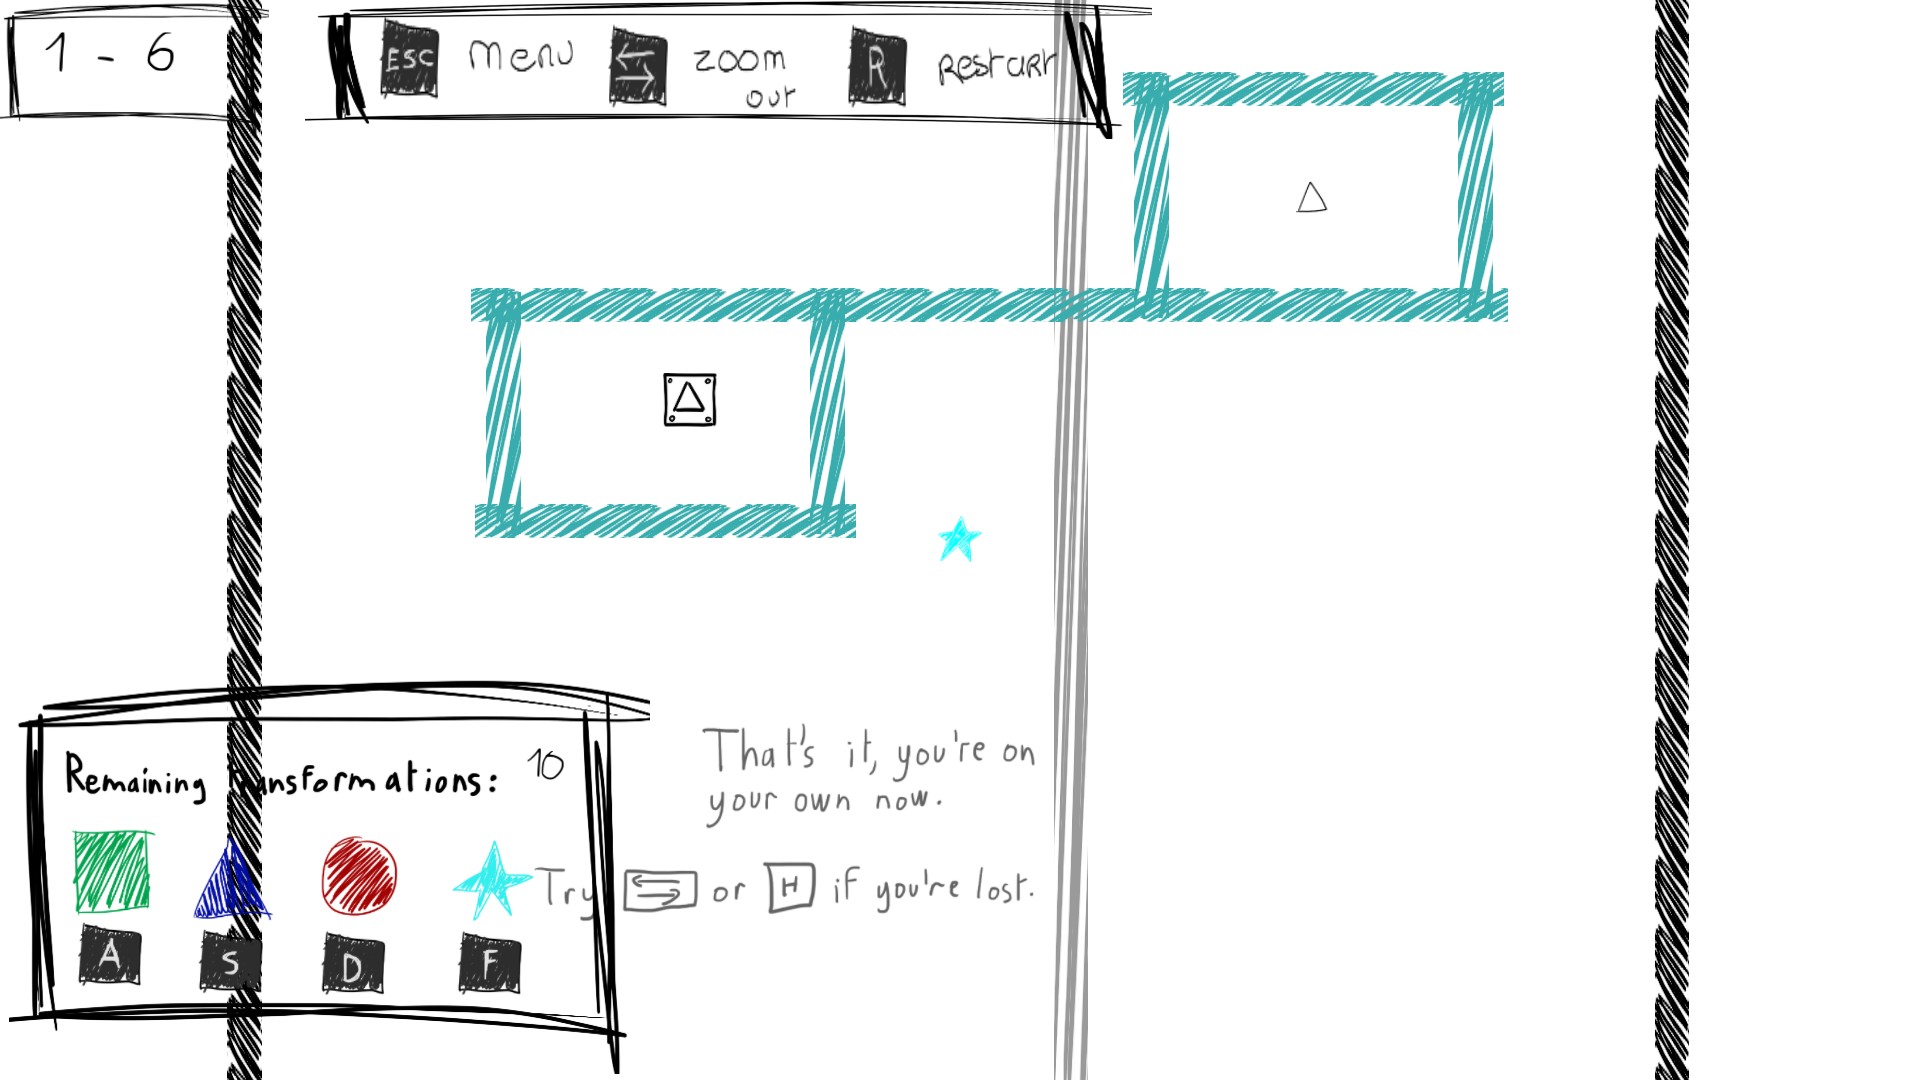 1 - 6
ESC Menu
zoom
out
R Restart
Remaining transformations: 10
A S D F
That's it, you're on
your own now.
Try or H if you're lost.